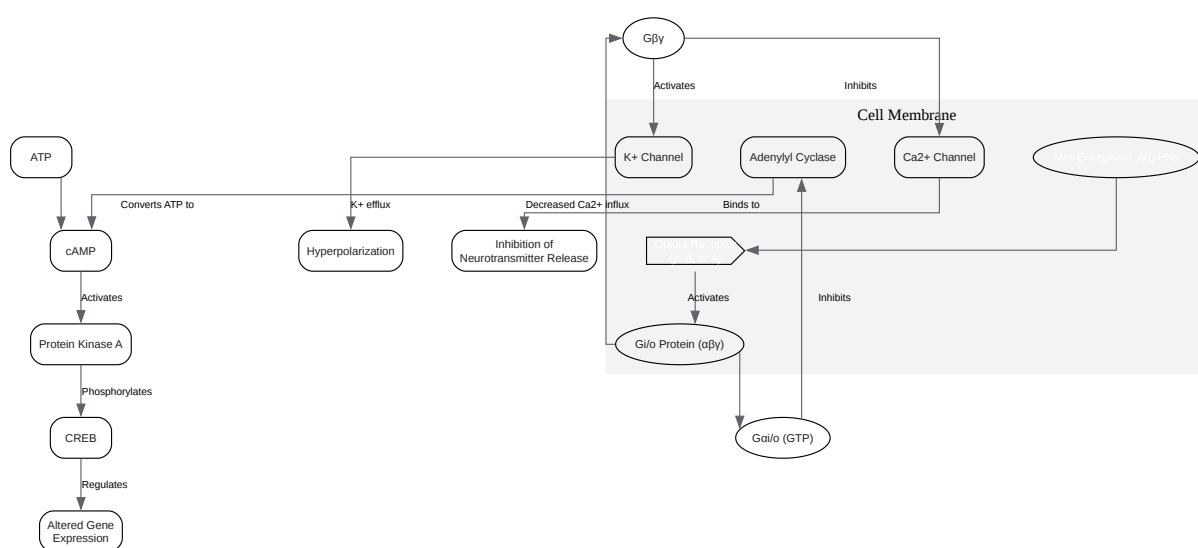 Gβγ
Activates
Inhibits
Cell Membrane
ATP
K+ Channel
Adenylyl Cyclase
Ca2+ Channel
Met-Enkephalin-Arg-Phe
Converts ATP to
K+ efflux
Decreased Ca2+ influx
Binds to
cAMP
Hyperpolarization
Inhibition of
Neurotransmitter Release
Opioid Receptor
Activates
Activates
Inhibits
Protein Kinase A
Gi/o Protein (αβγ)
Phosphorylates
CREB
Gαi/o (GTP)
Regulates
Altered Gene
Expression